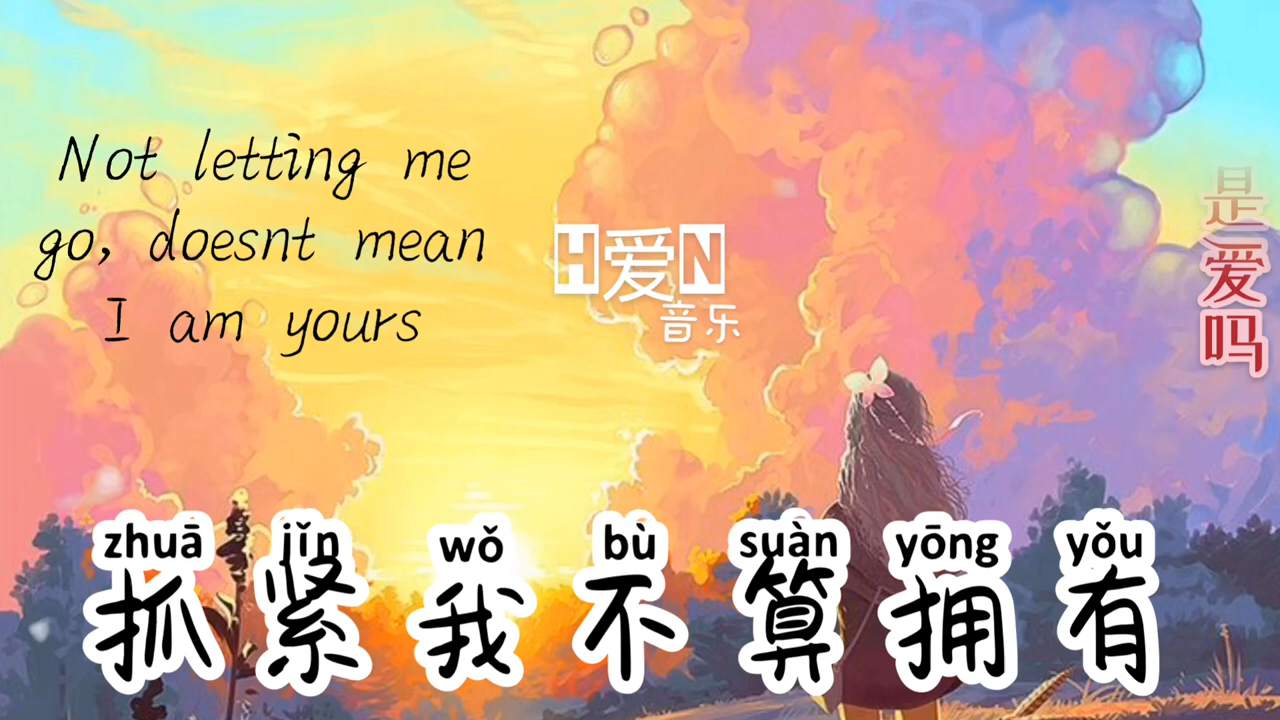 Not letting me
go, doesnt mean
I am yours
H爱N
音乐
是爱吗
zhuā jǐn wǒ bù suàn yōng yǒu
抓紧我不算拥有